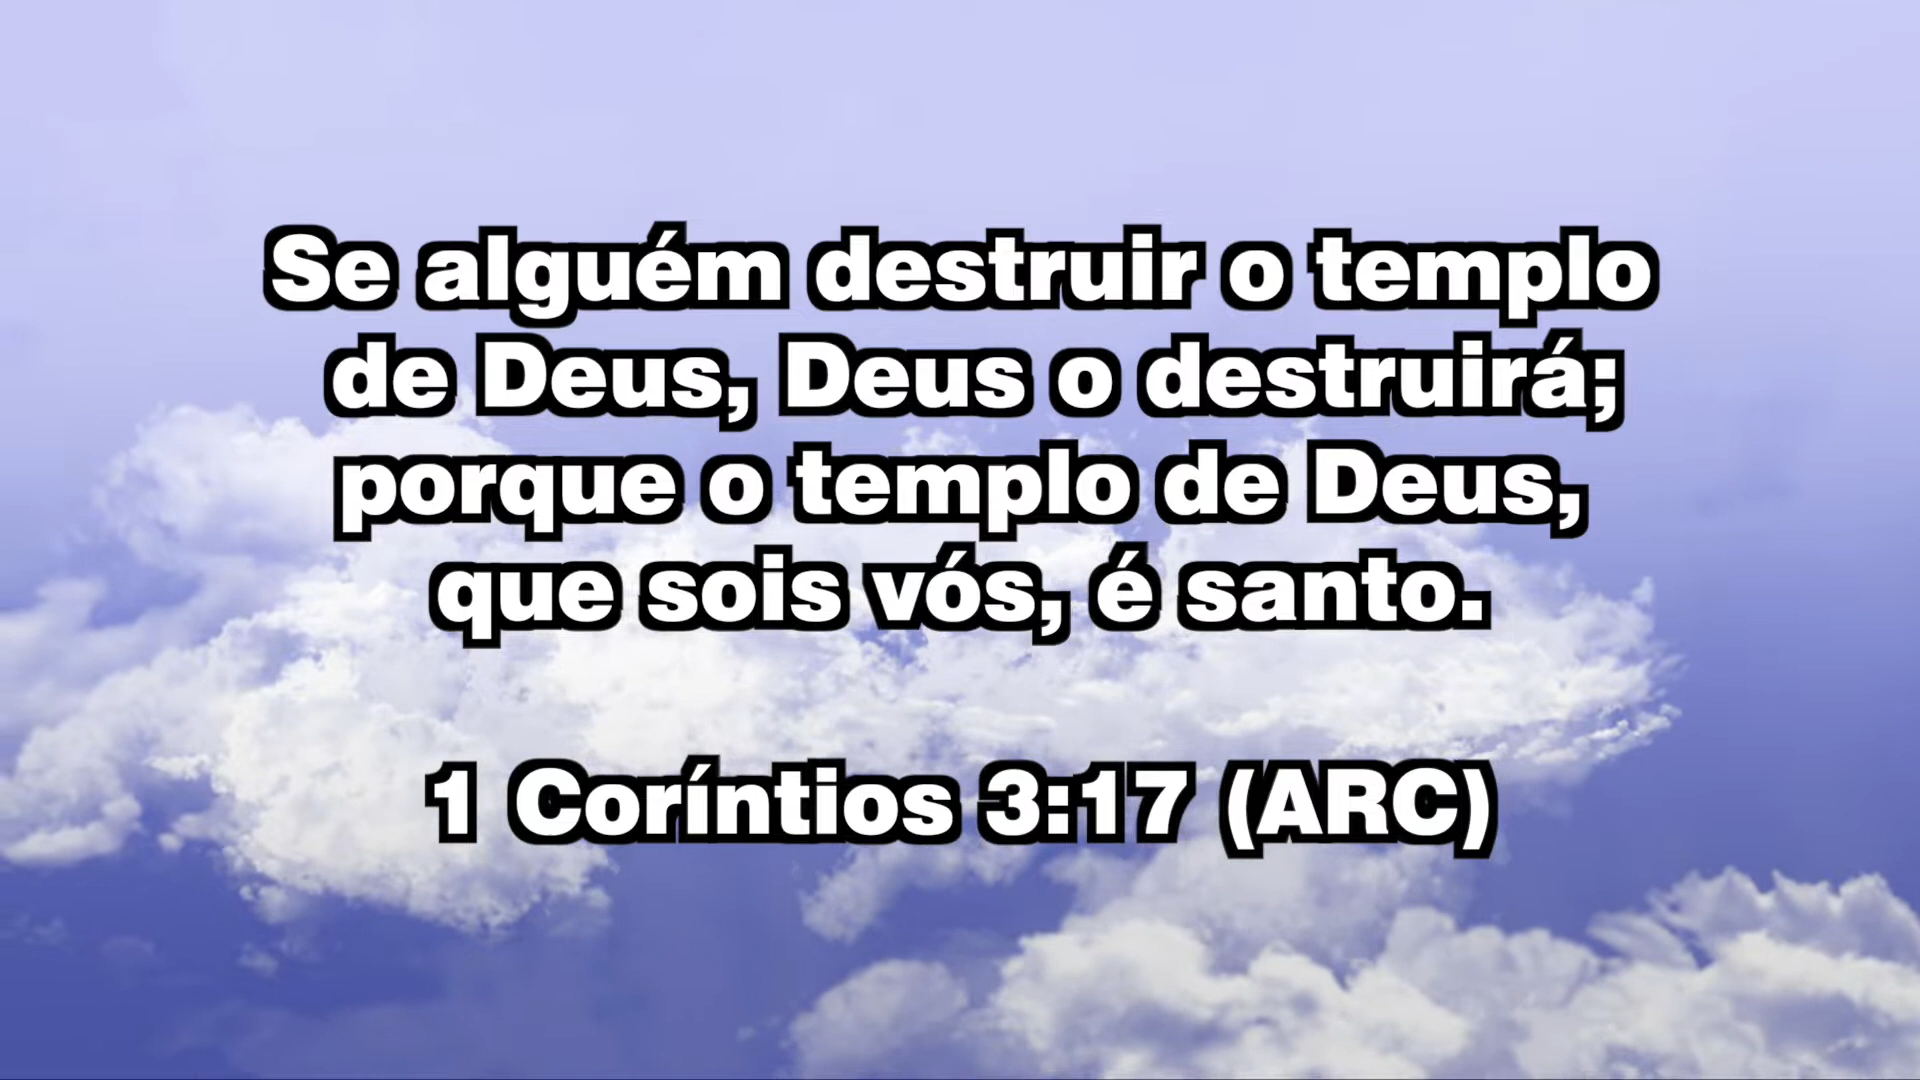 Se alguém destruir o templo
de Deus, Deus o destruirá;
porque o templo de Deus,
que sois vós, é santo.
1 Coríntios 3:17 (ARC)